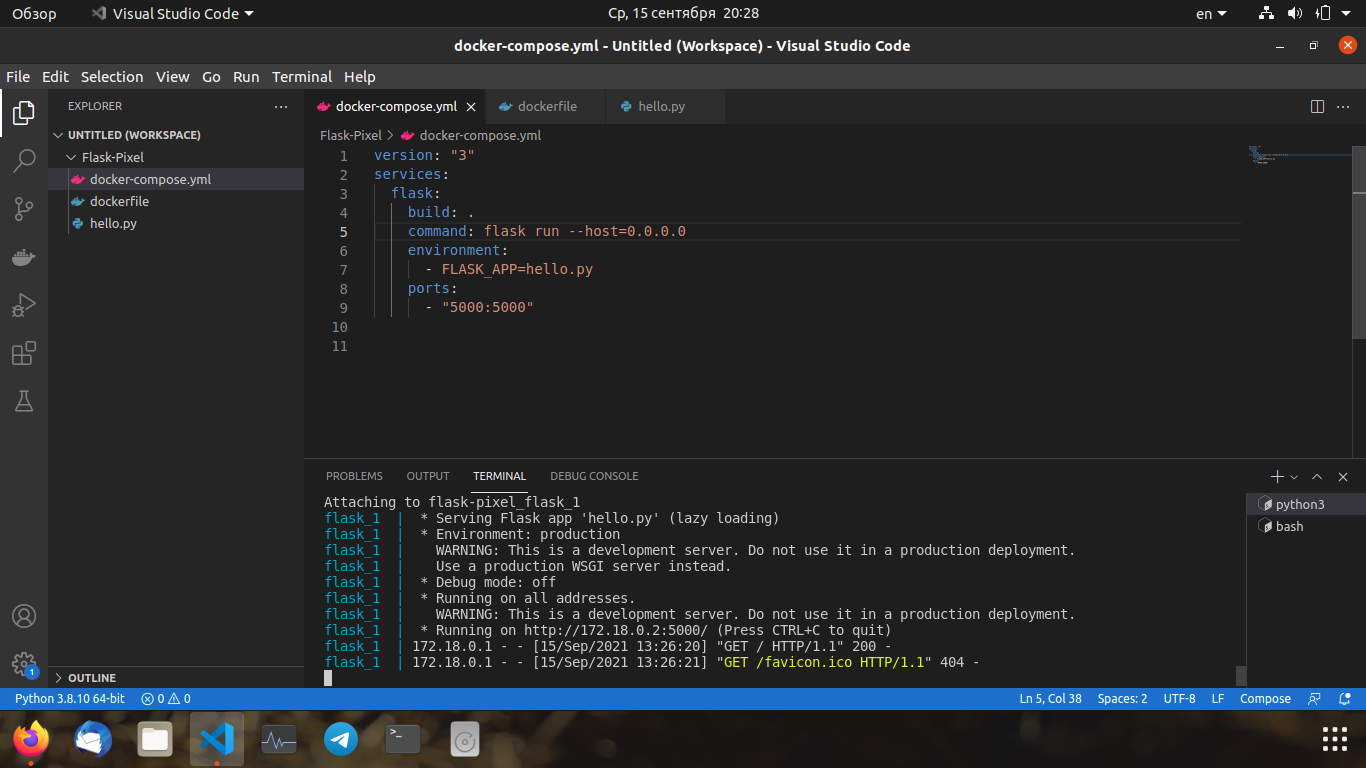 Обзор Visual Studio Code Ср, 15 сентября 20:28 en
docker-compose.yml - Untitled (Workspace) - Visual Studio Code
File Edit Selection View Go Run Terminal Help
EXPLORER
UNTITLED (WORKSPACE)
Flask-Pixel
docker-compose.yml
dockerfile
hello.py
OUTLINE
docker-compose.yml dockerfile hello.py
Flask-Pixel > docker-compose.yml
1 version: "3"
2 services:
3 flask:
4 build: .
5 command: flask run --host=0.0.0.0
6 environment:
7 - FLASK_APP=hello.py
8 ports:
9 - "5000:5000"
10
11
PROBLEMS OUTPUT TERMINAL DEBUG CONSOLE
Attaching to flask-pixel_flask_1
flask_1 | * Serving Flask app 'hello.py' (lazy loading)
flask_1 | * Environment: production
flask_1 | WARNING: This is a development server. Do not use it in a production deployment.
flask_1 | Use a production WSGI server instead.
flask_1 | * Debug mode: off
flask_1 | * Running on all addresses.
flask_1 | WARNING: This is a development server. Do not use it in a production deployment.
flask_1 | * Running on http://172.18.0.2:5000/ (Press CTRL+C to quit)
flask_1 | 172.18.0.1 - - [15/Sep/2021 13:26:20] "GET / HTTP/1.1" 200 -
flask_1 | 172.18.0.1 - - [15/Sep/2021 13:26:21] "GET /favicon.ico HTTP/1.1" 404 -
python3
bash
1
Python 3.8.10 64-bit 0 0 Ln 5, Col 38 Spaces: 2 UTF-8 LF Compose
>_